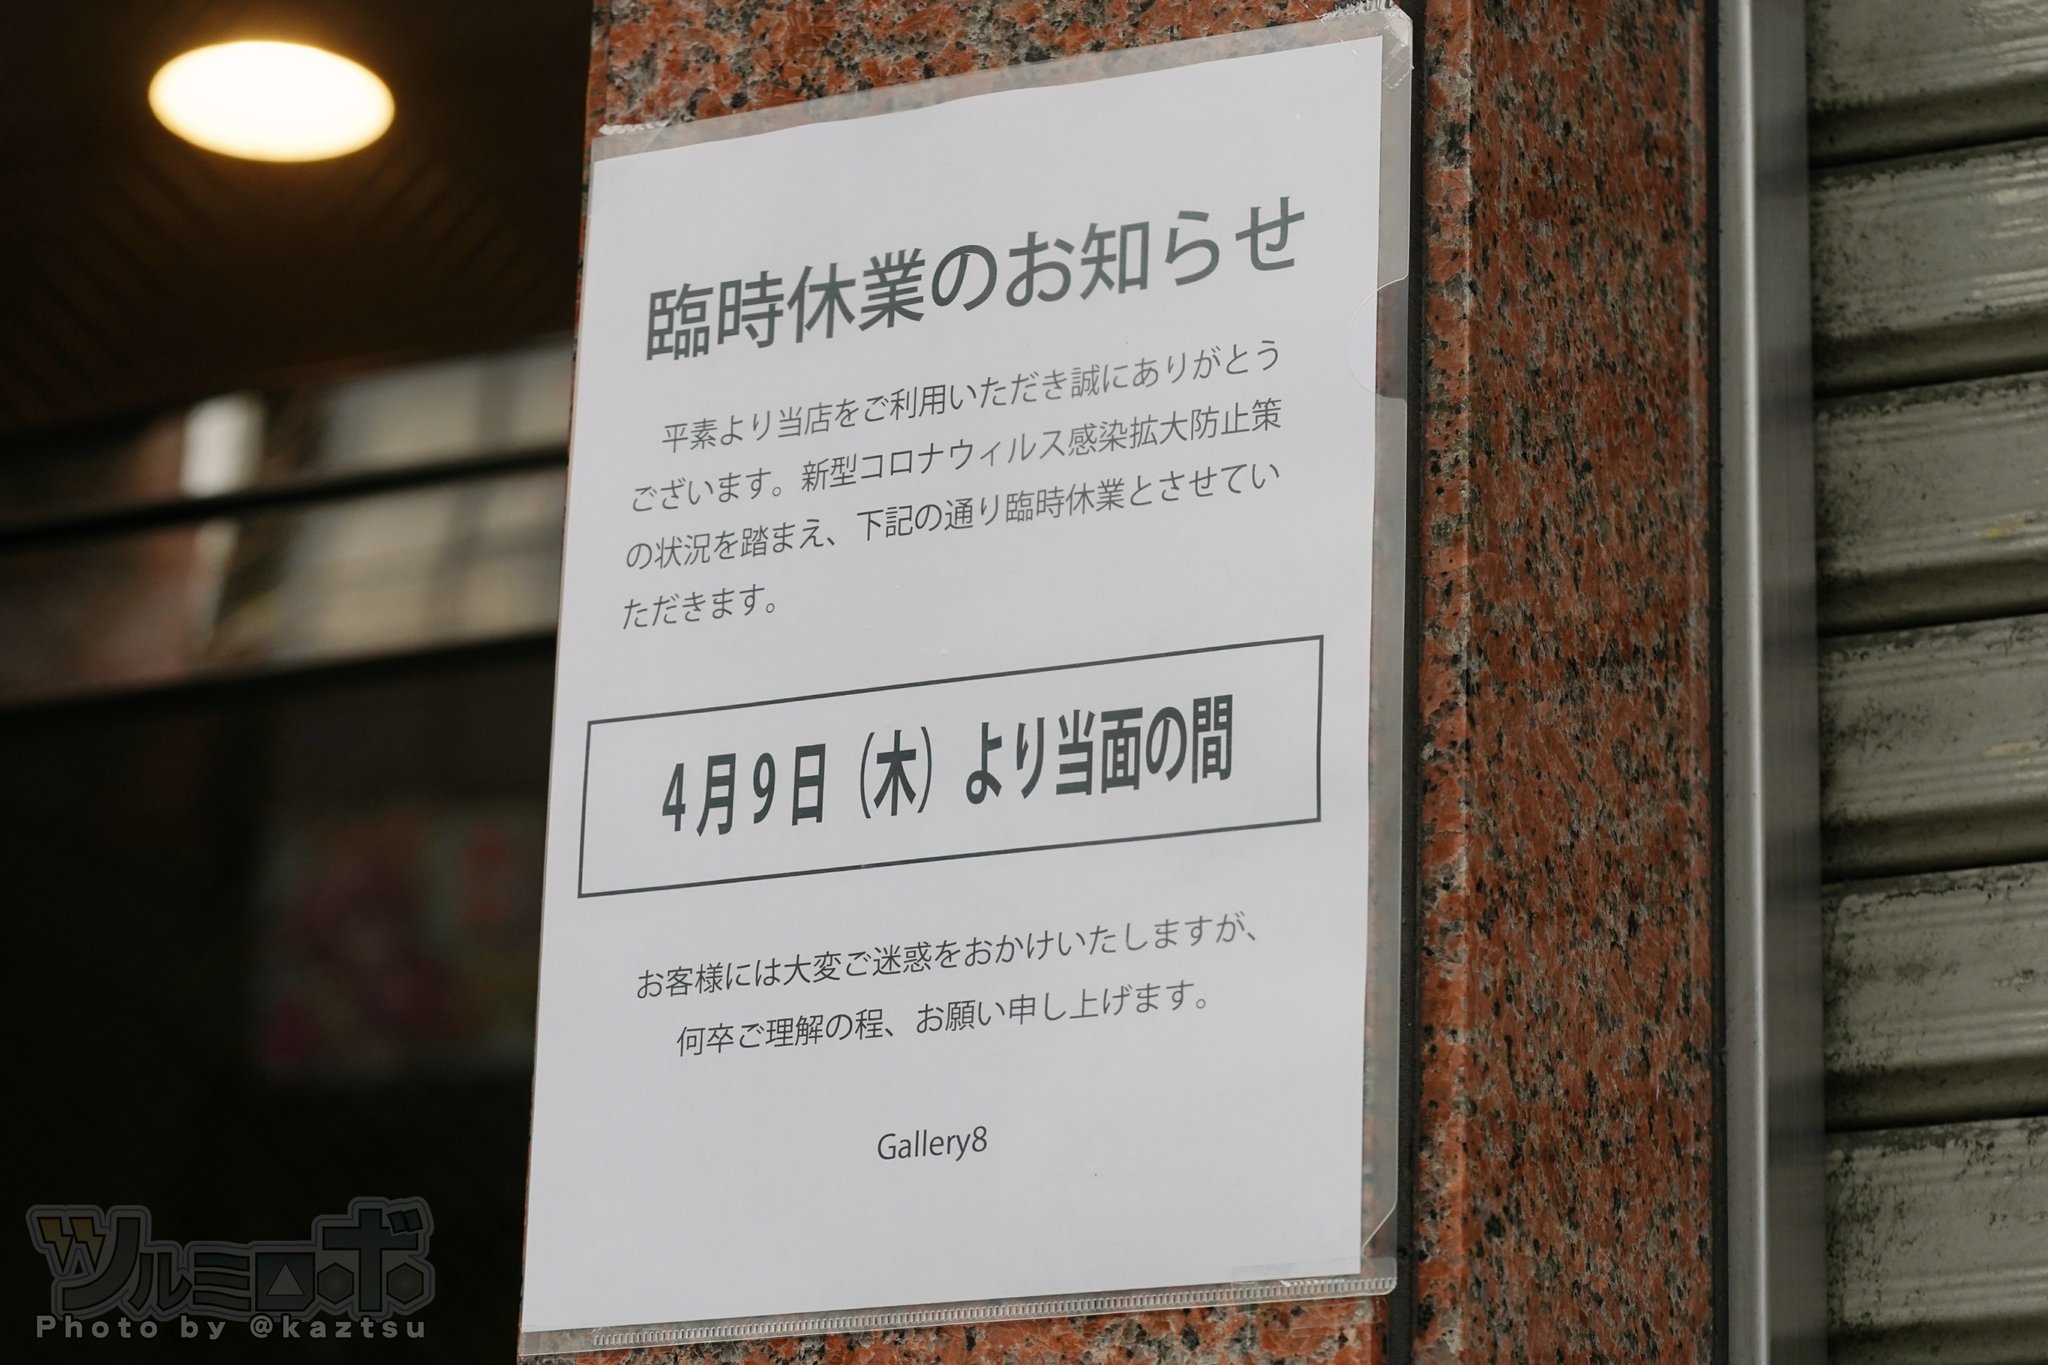 臨時休業のお知らせ
平素より当店をご利用いただき誠にありがとう
ございます。新型コロナウィルス感染拡大防止策
の状況を踏まえ、下記の通り臨時休業とさせてい
ただきます。
4月9日（木）より当面の間
お客様には大変ご迷惑をおかけいたしますが、
何卒ご理解の程、お願い申し上げます。
Gallery8
ツルミロボ
Photo by @kaztsu